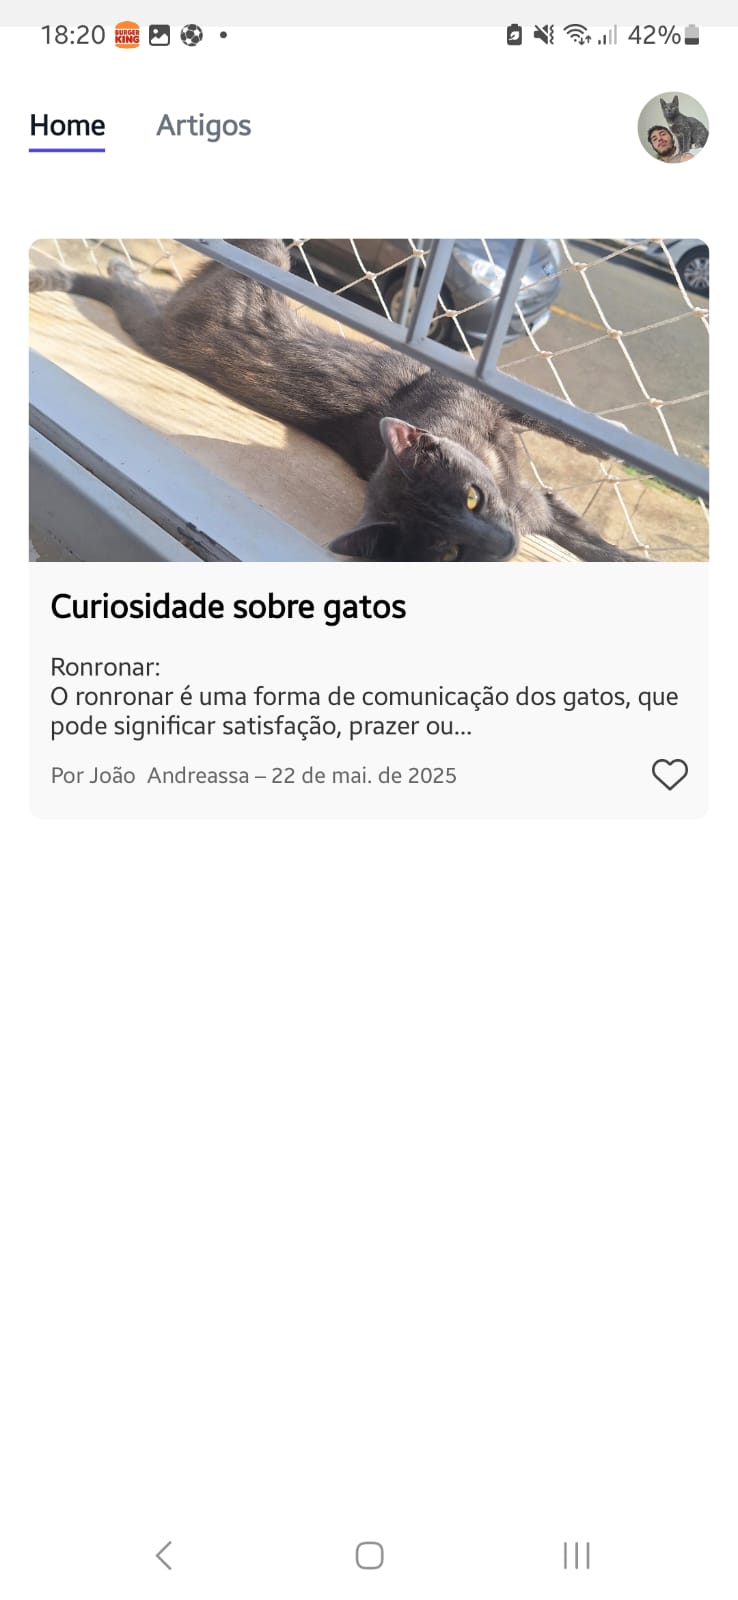 18:20 BURGER KING 42%
Home Artigos
Curiosidade sobre gatos
Ronronar:
O ronronar é uma forma de comunicação dos gatos, que
pode significar satisfação, prazer ou...
Por João  Andreassa – 22 de mai. de 2025